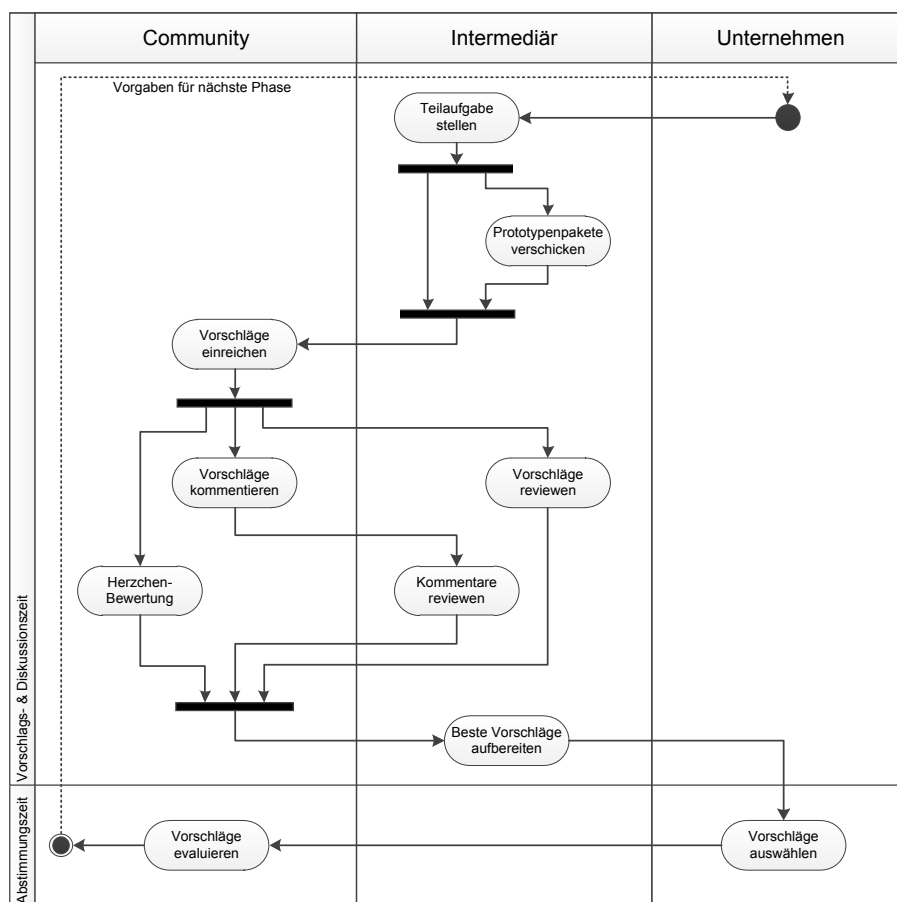 Community
Intermediär
Unternehmen
Vorgaben für nächste Phase
Teilaufgabe
stellen
Prototypenpakete
verschicken
Vorschläge
einreichen
Vorschläge
kommentieren
Vorschläge
reviewen
Herzchen-
Bewertung
Kommentare
reviewen
Beste Vorschläge
aufbereiten
Vorschlags- & Diskussionszeit
Vorschläge
evaluieren
Vorschläge
auswählen
Abstimmungszeit